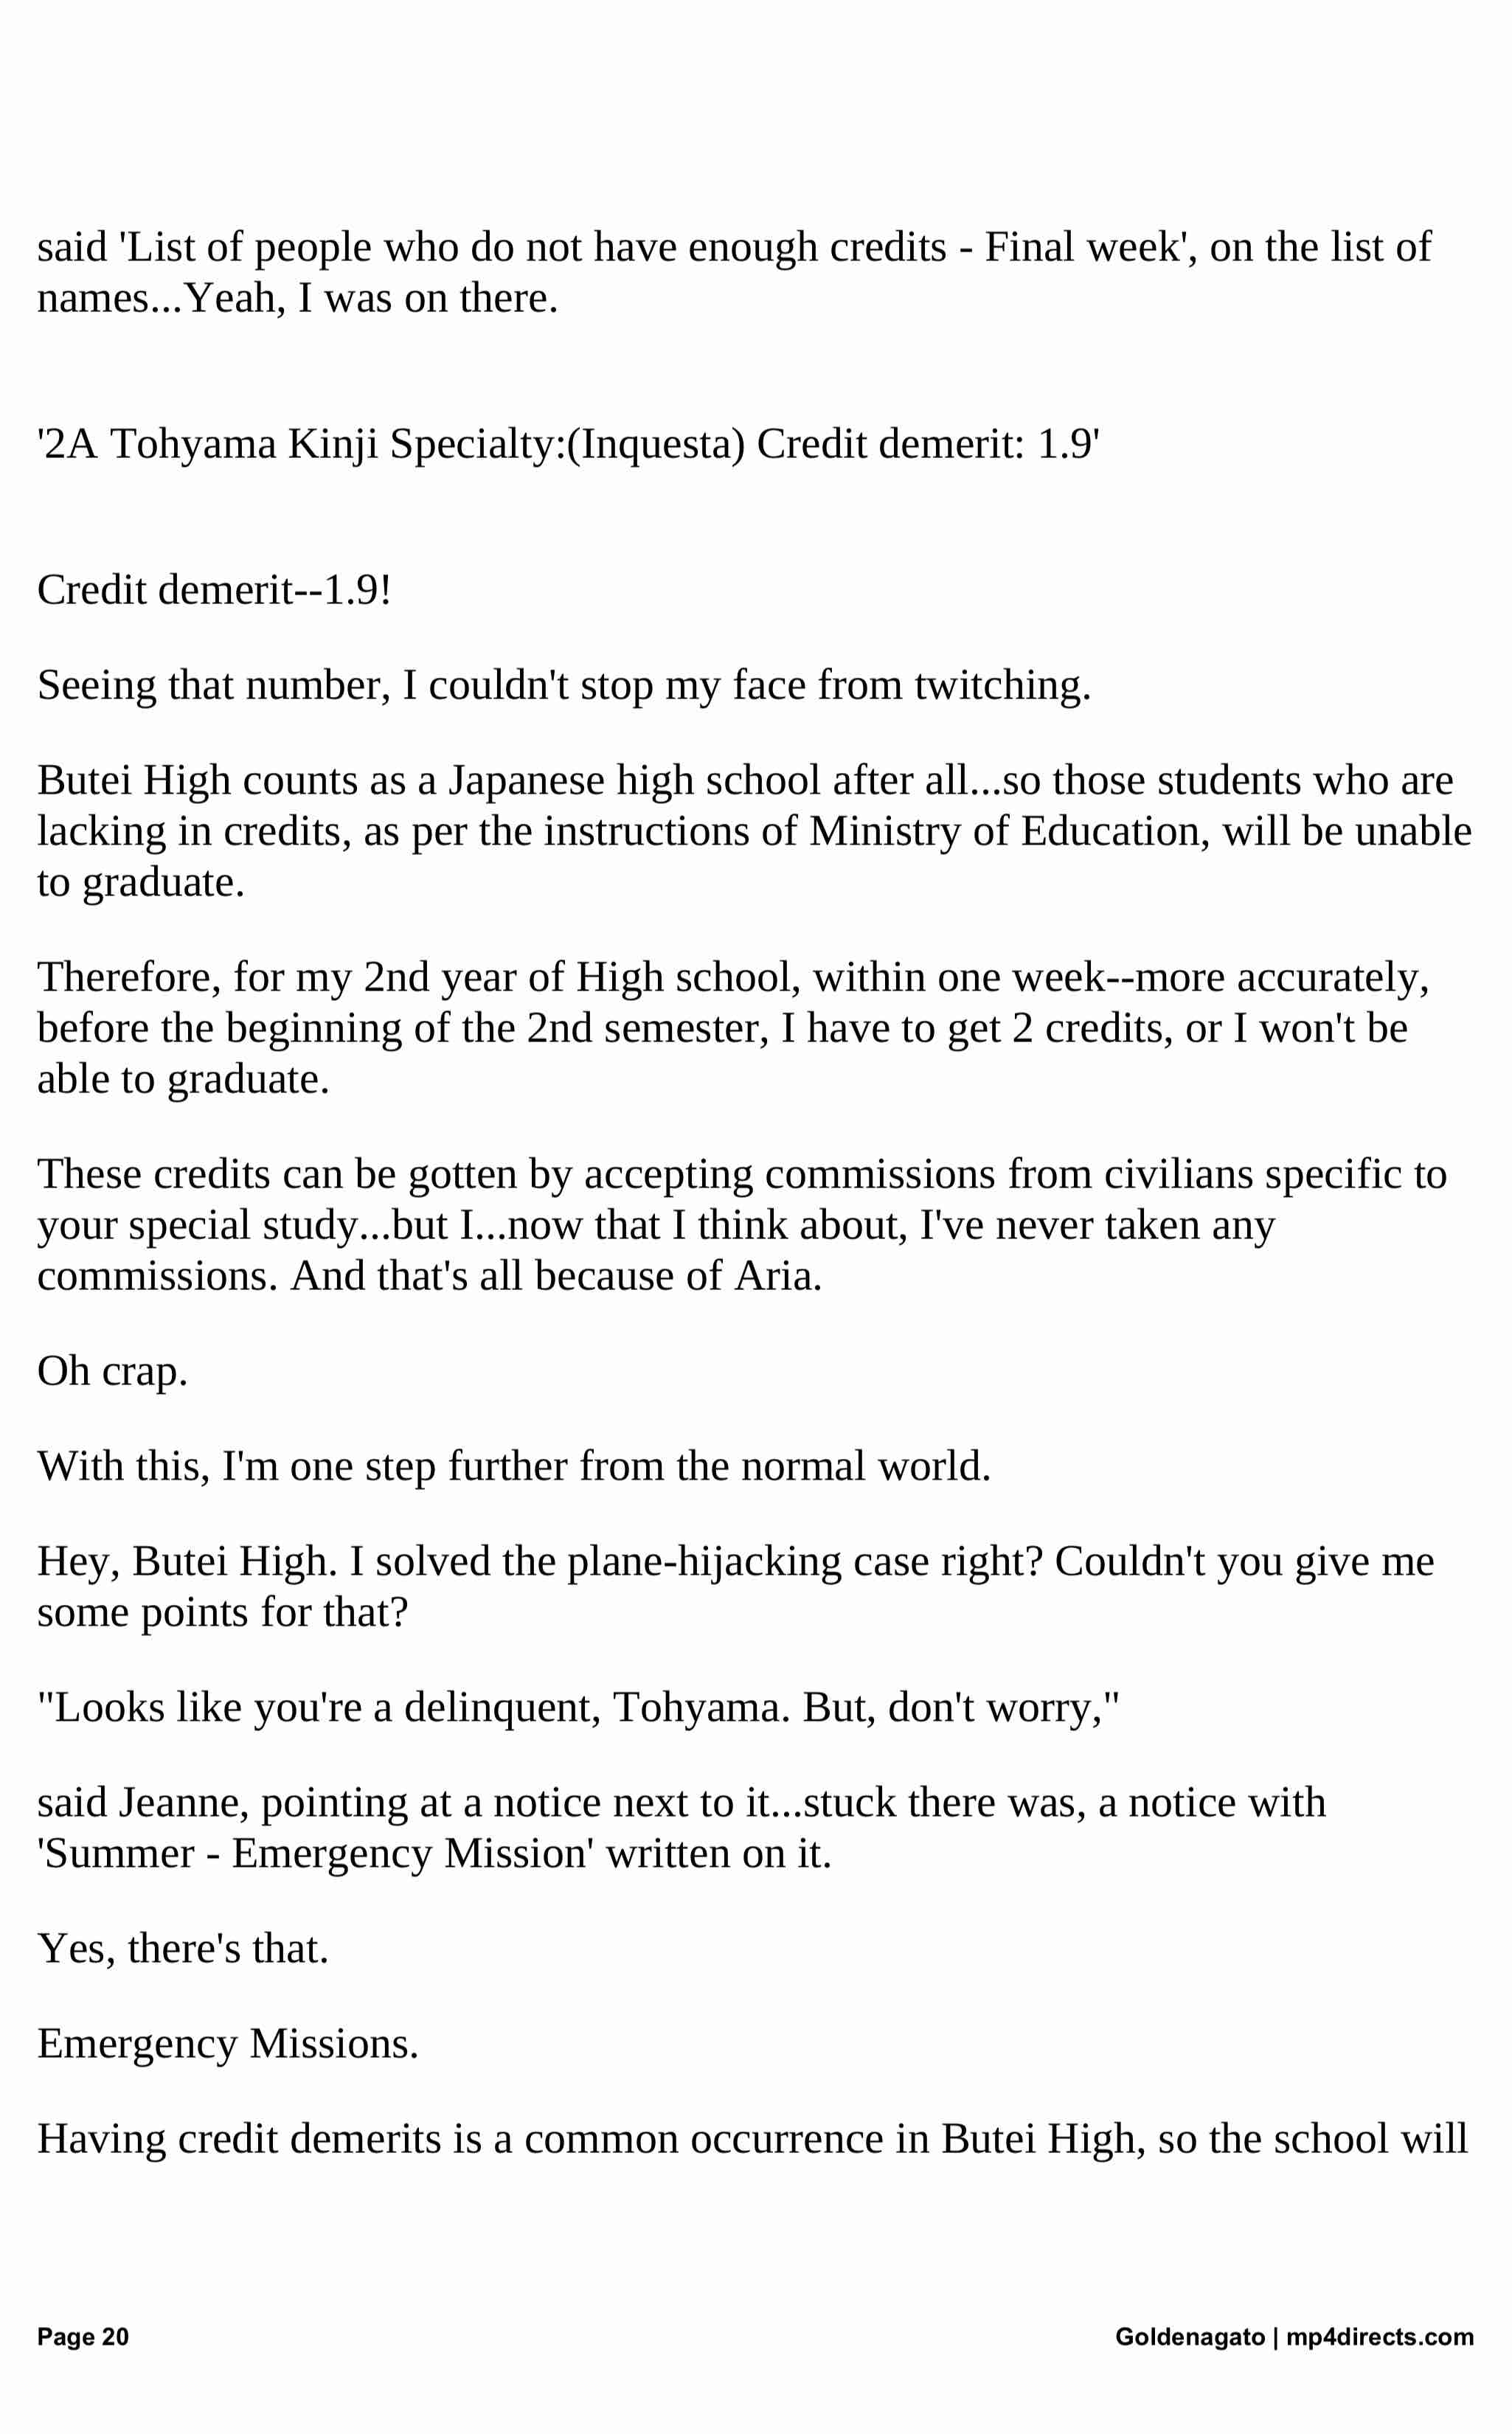 said 'List of people who do not have enough credits - Final week', on the list of
names...Yeah, I was on there.
'2A Tohyama Kinji Specialty:(Inquesta) Credit demerit: 1.9'
Credit demerit--1.9!
Seeing that number, I couldn't stop my face from twitching.
Butei High counts as a Japanese high school after all...so those students who are
lacking in credits, as per the instructions of Ministry of Education, will be unable
to graduate.
Therefore, for my 2nd year of High school, within one week--more accurately,
before the beginning of the 2nd semester, I have to get 2 credits, or I won't be
able to graduate.
These credits can be gotten by accepting commissions from civilians specific to
your special study...but I...now that I think about, I've never taken any
commissions. And that's all because of Aria.
Oh crap.
With this, I'm one step further from the normal world.
Hey, Butei High. I solved the plane-hijacking case right? Couldn't you give me
some points for that?
"Looks like you're a delinquent, Tohyama. But, don't worry,"
said Jeanne, pointing at a notice next to it...stuck there was, a notice with
'Summer - Emergency Mission' written on it.
Yes, there's that.
Emergency Missions.
Having credit demerits is a common occurrence in Butei High, so the school will
Page 20
Goldenagato | mp4directs.com